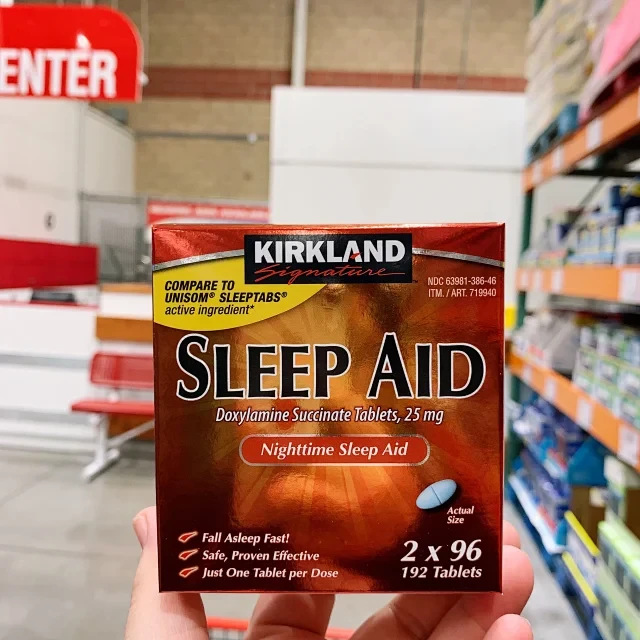 ENTER
KIRKLAND
Signature
COMPARE TO
UNISOM® SLEEPTABS®
active ingredient*
NDC 63981-386-46
ITM. / ART. 719940
SLEEP AID
Doxylamine Succinate Tablets, 25 mg
Nighttime Sleep Aid
Actual
Size
Fall Asleep Fast!
Safe, Proven Effective
Just One Tablet per Dose
2 x 96
192 Tablets